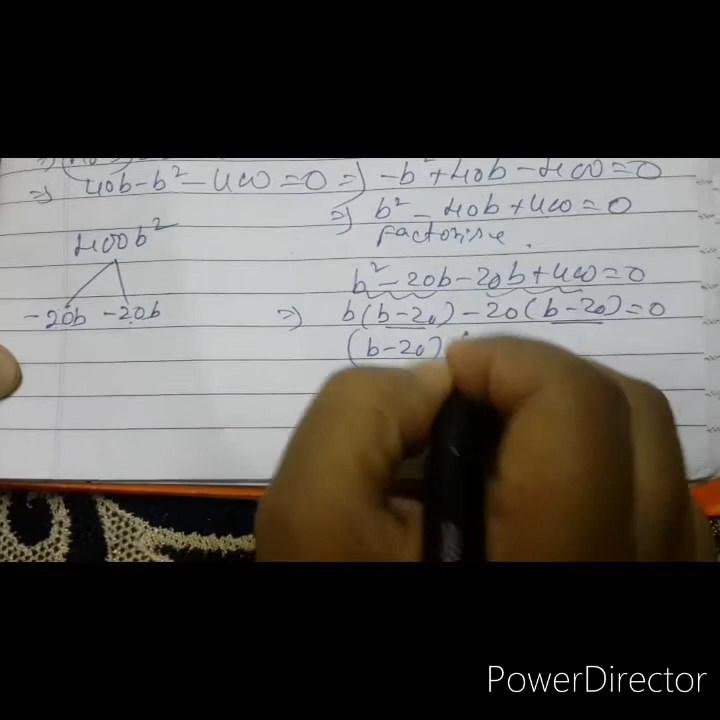 => 40b-b²-400=0 => -b²+40b-400=0
=> b²-40b+400=0
400b²
Factorise.
b²-20b-20b+400=0
-20b -20b
=> b(b-20)-20(b-20)=0
(b-20)
PowerDirector